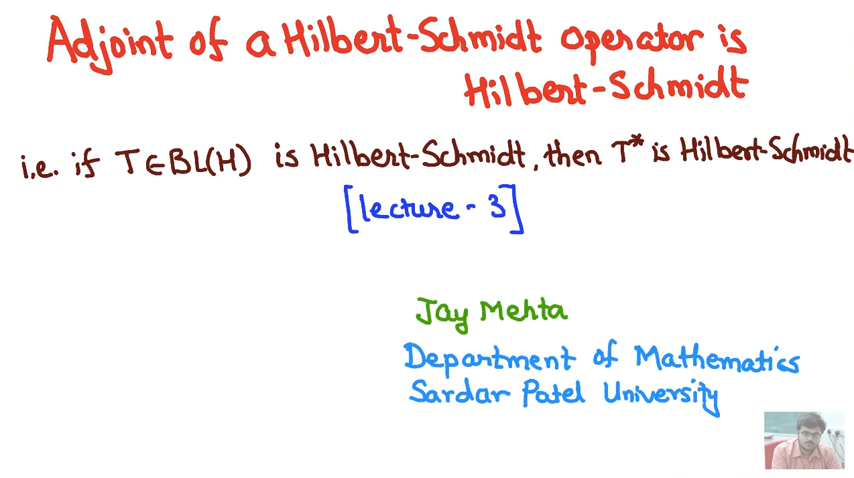 Adjoint of a Hilbert-Schmidt operator is
Hilbert-Schmidt
i.e. if T∈BL(H) is Hilbert-Schmidt, then T* is Hilbert-Schmidt
[lecture - 3]
Jay Mehta
Department of Mathematics
Sardar Patel University